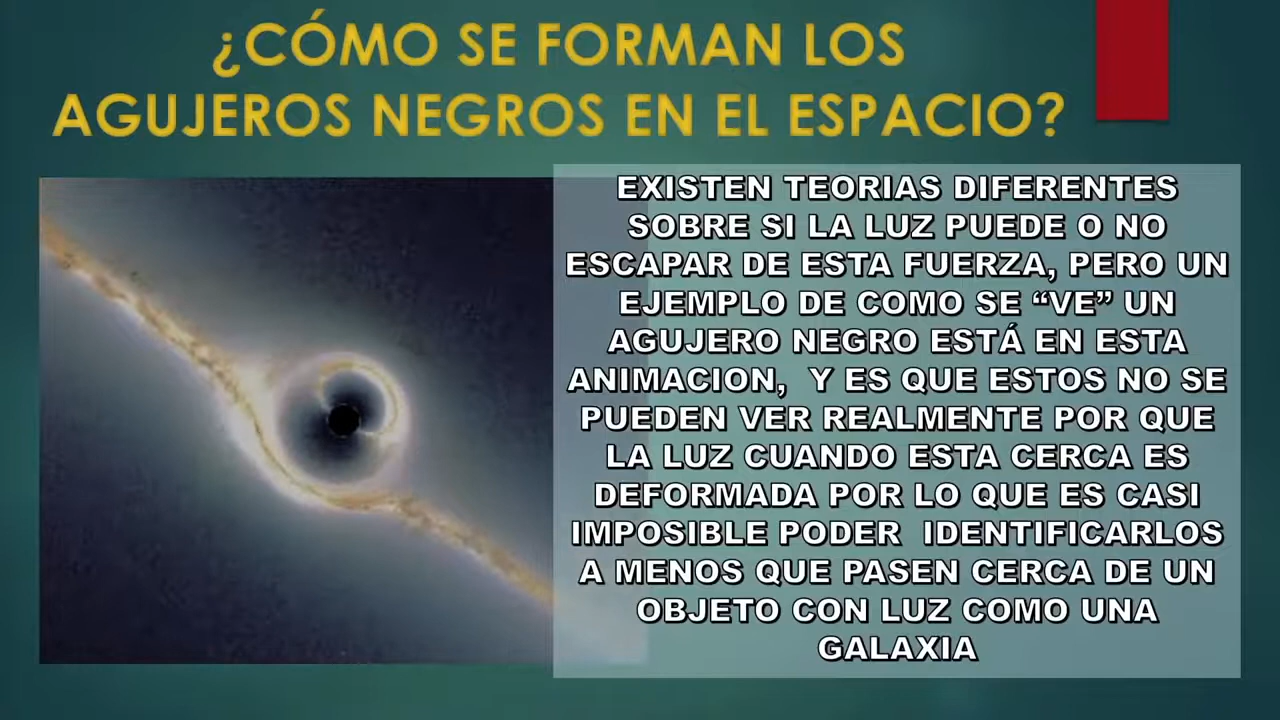 ¿CÓMO SE FORMAN LOS
AGUJEROS NEGROS EN EL ESPACIO?
EXISTEN TEORIAS DIFERENTES
SOBRE SI LA LUZ PUEDE O NO
ESCAPAR DE ESTA FUERZA, PERO UN
EJEMPLO DE COMO SE “VE” UN
AGUJERO NEGRO ESTÁ EN ESTA
ANIMACION,  Y ES QUE ESTOS NO SE
PUEDEN VER REALMENTE POR QUE
LA LUZ CUANDO ESTA CERCA ES
DEFORMADA POR LO QUE ES CASI
IMPOSIBLE PODER  IDENTIFICARLOS
A MENOS QUE PASEN CERCA DE UN
OBJETO CON LUZ COMO UNA
GALAXIA